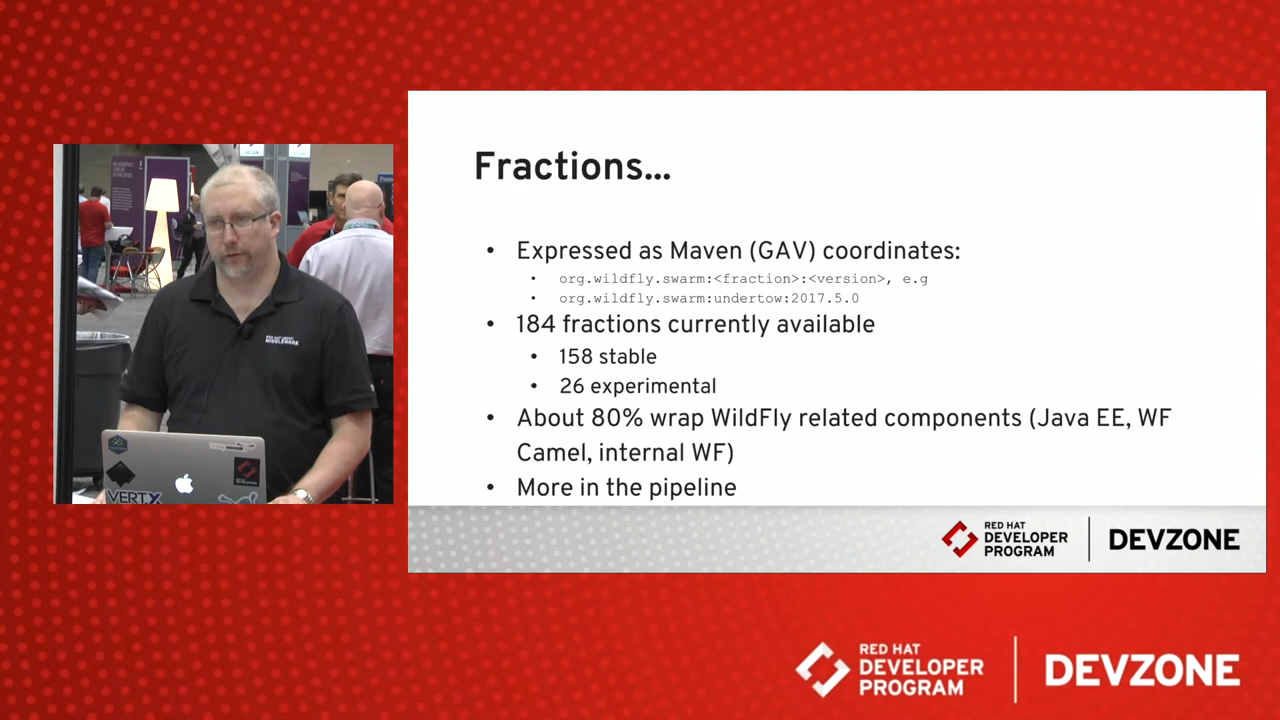 Fractions...
• Expressed as Maven (GAV) coordinates:
• org.wildfly.swarm:<fraction>:<version>, e.g
• org.wildfly.swarm:undertow:2017.5.0
• 184 fractions currently available
• 158 stable
• 26 experimental
• About 80% wrap WildFly related components (Java EE, WF
Camel, internal WF)
• More in the pipeline
RED HAT
DEVELOPER
PROGRAM
DEVZONE
MIDDLEWARE
VERT.X
RED HAT
DEVELOPER
PROGRAM
DEVZONE